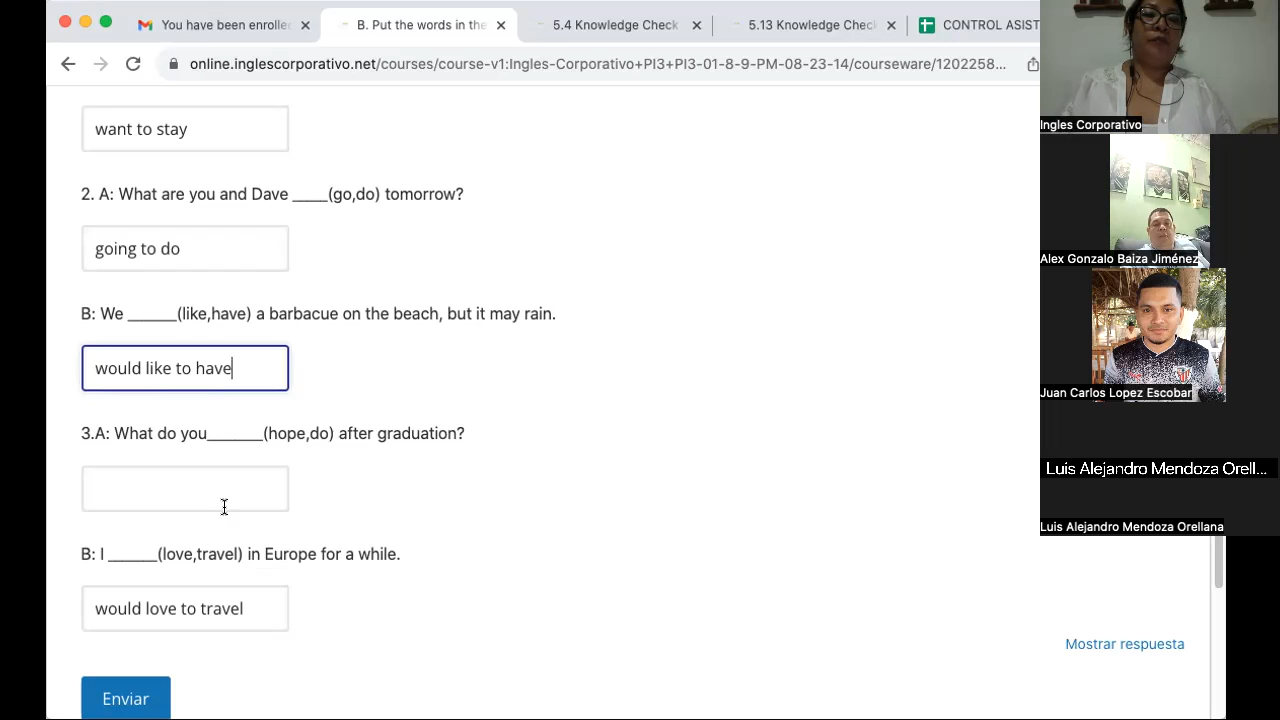 You have been enrolle
B. Put the words in the
5.4 Knowledge Check
5.13 Knowledge Chec
CONTROL ASIST
online.inglescorporativo.net/courses/course-v1:Ingles-Corporativo+PI3+PI3-01-8-9-PM-08-23-14/courseware/1202258...
want to stay
2. A: What are you and Dave _____(go,do) tomorrow?
going to do
B: We _______(like,have) a barbacue on the beach, but it may rain.
would like to have
3.A: What do you________(hope,do) after graduation?
B: I _______(love,travel) in Europe for a while.
would love to travel
Mostrar respuesta
Enviar
Ingles Corporativo
Alex Gonzalo Baiza Jiménez
Juan Carlos Lopez Escobar
Luis Alejandro Mendoza Orell...
Luis Alejandro Mendoza Orellana